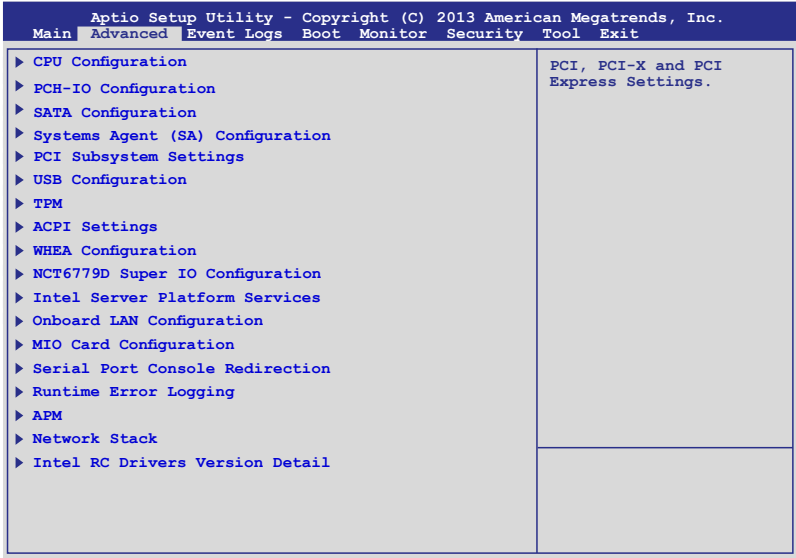 Aptio Setup Utility - Copyright (C) 2013 American Megatrends, Inc.
Main Advanced Event Logs Boot Monitor Security Tool Exit
CPU Configuration
PCH-IO Configuration
SATA Configuration
Systems Agent (SA) Configuration
PCI Subsystem Settings
USB Configuration
TPM
ACPI Settings
WHEA Configuration
NCT6779D Super IO Configuration
Intel Server Platform Services
Onboard LAN Configuration
MIO Card Configuration
Serial Port Console Redirection
Runtime Error Logging
APM
Network Stack
Intel RC Drivers Version Detail
PCI, PCI-X and PCI
Express Settings.